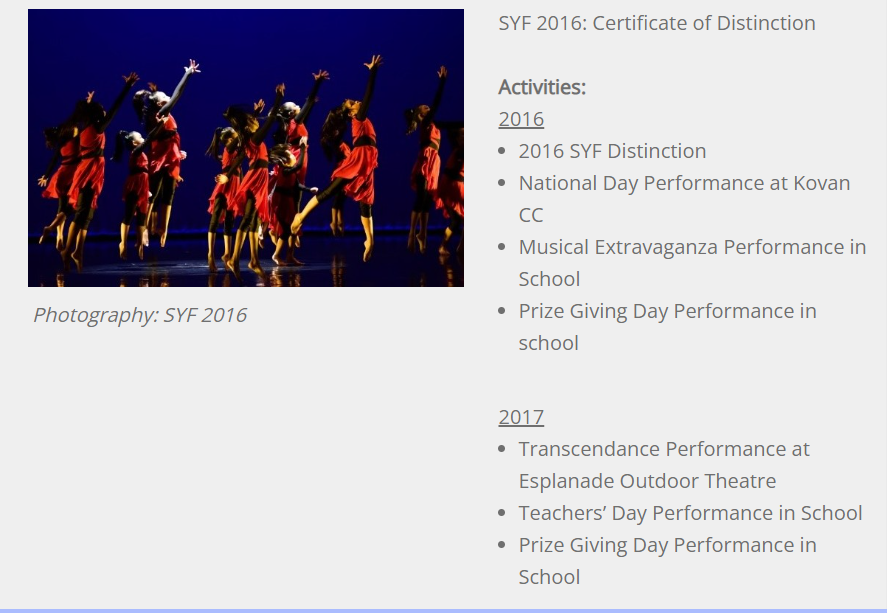 SYF 2016: Certificate of Distinction
Activities:
2016
• 2016 SYF Distinction
• National Day Performance at Kovan
CC
• Musical Extravaganza Performance in
School
• Prize Giving Day Performance in
school
2017
• Transcendance Performance at
Esplanade Outdoor Theatre
• Teachers’ Day Performance in School
• Prize Giving Day Performance in
School
Photography: SYF 2016